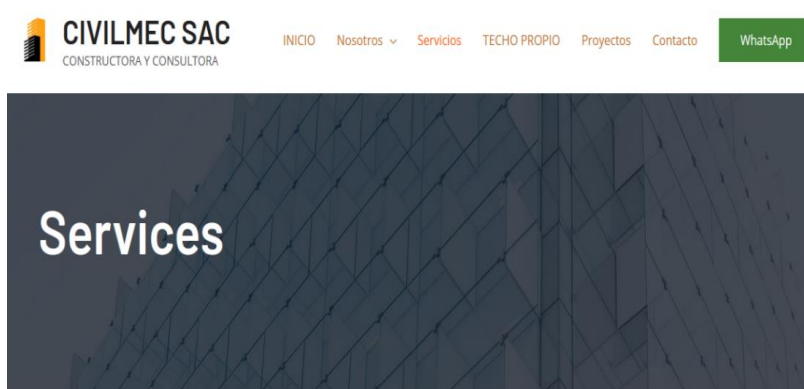 CIVILMEC SAC
CONSTRUCTORA Y CONSULTORA
INICIO Nosotros Servicios TECHO PROPIO Proyectos Contacto WhatsApp
Services